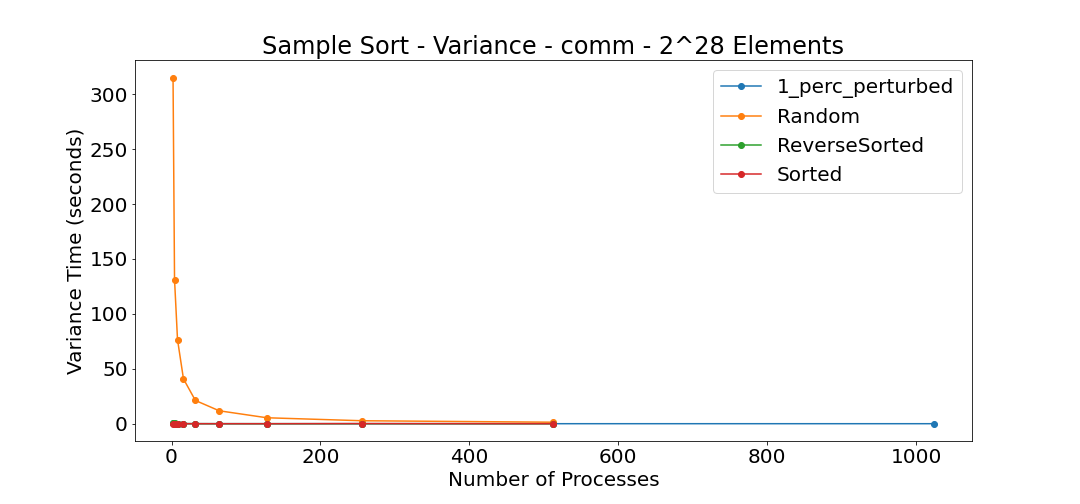 Sample Sort - Variance - comm - 2^28 Elements
Variance Time (seconds)
300
250
200
150
100
50
0
1_perc_perturbed
Random
ReverseSorted
Sorted
0 200 400 600 800 1000
Number of Processes